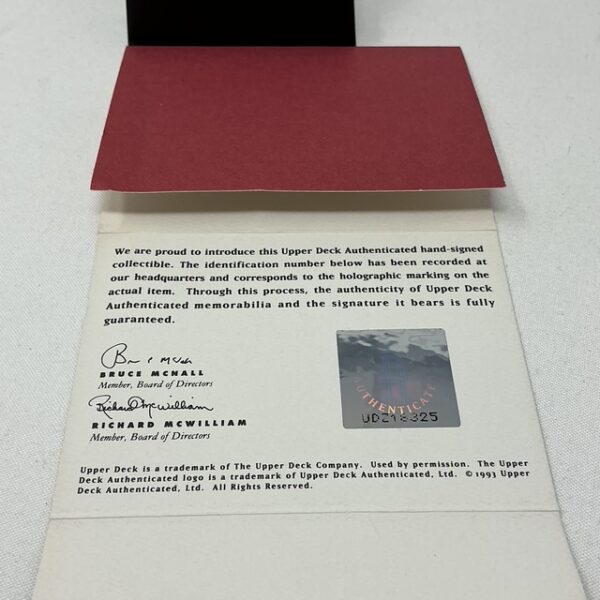 We are proud to introduce this Upper Deck Authenticated hand-signed
collectible. The identification number below has been recorded at
our headquarters and corresponds to the holographic marking on the
actual item. Through this process, the authenticity of Upper Deck
Authenticated memorabilia and the signature it bears is fully
guaranteed.
BRUCE MCNALL
Member, Board of Directors
Richard McWilliam
RICHARD MCWILLIAM
Member, Board of Directors
Upper Deck is a trademark of The Upper Deck Company. Used by permission. The Upper
Deck Authenticated logo is a trademark of Upper Deck Authenticated, Ltd. © 1993 Upper
Deck Authenticated, Ltd. All Rights Reserved.